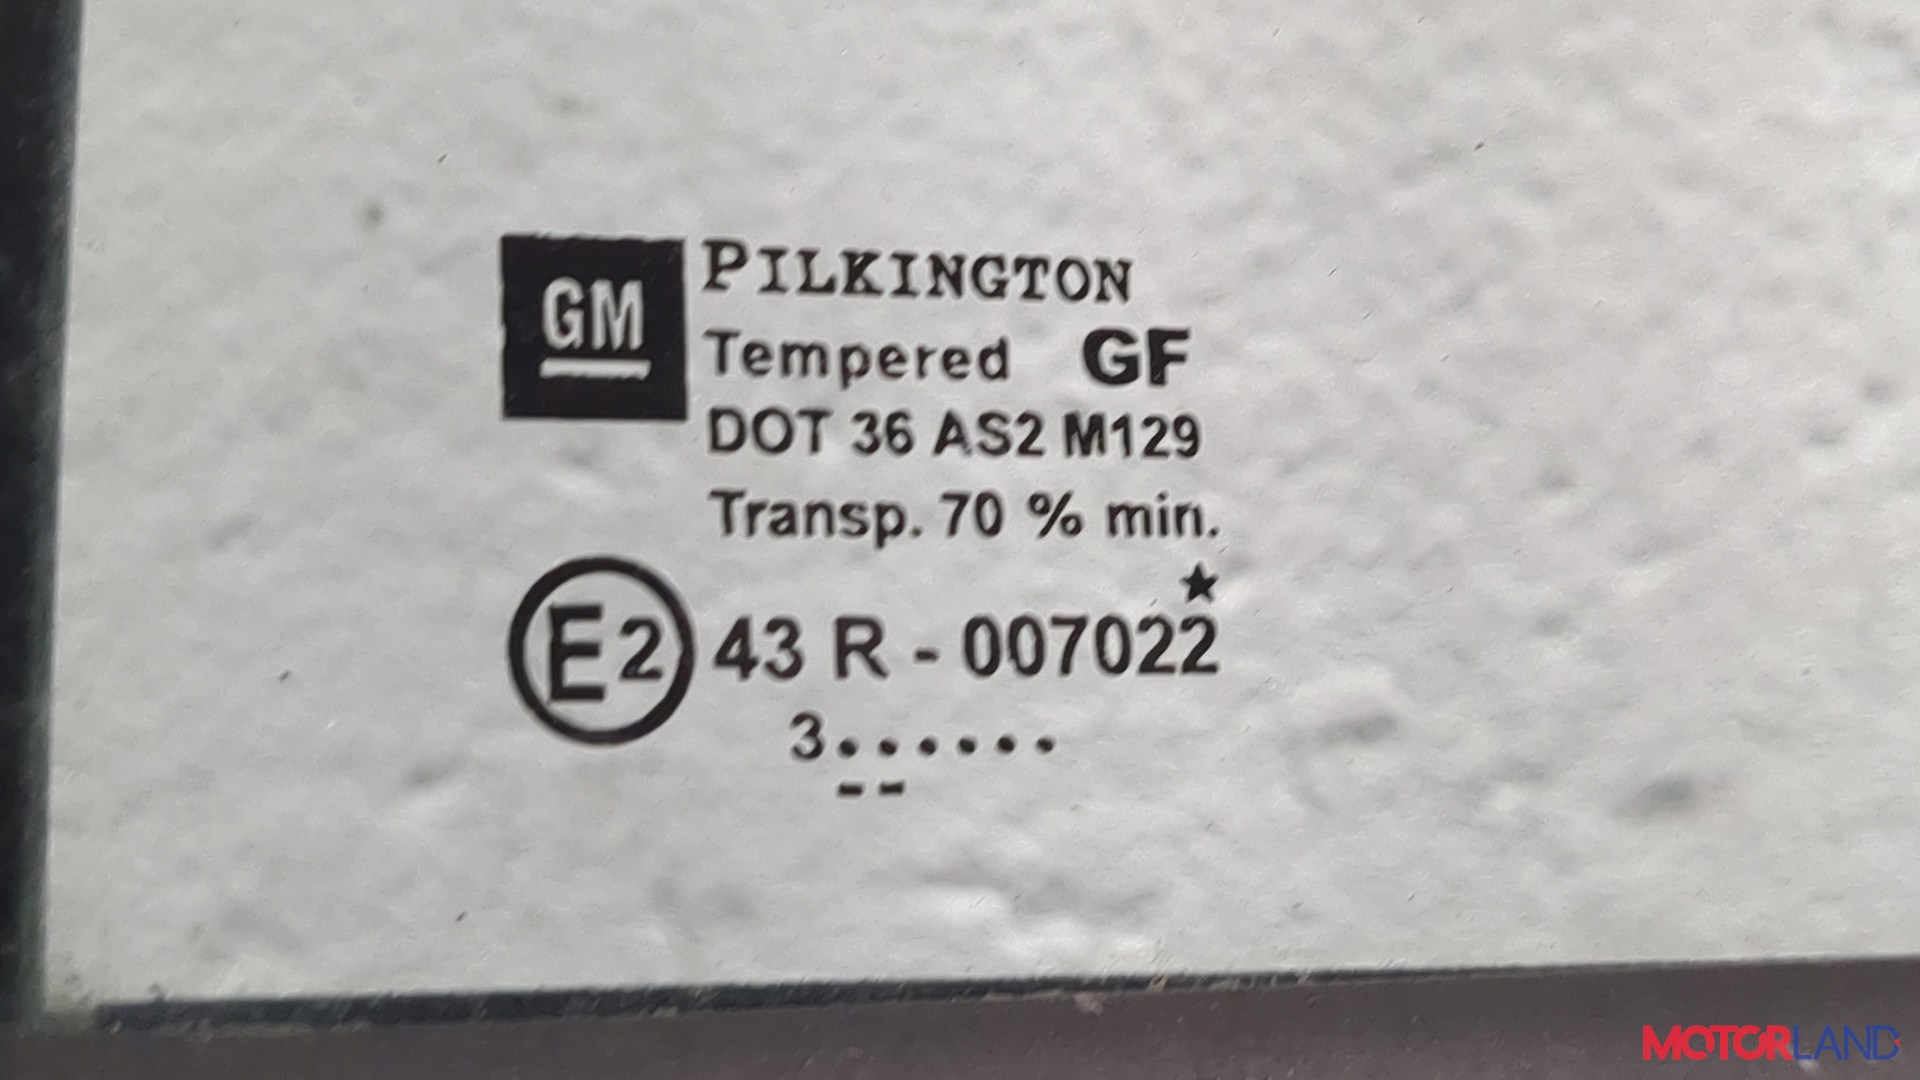 GM
PILKINGTON
Tempered GF
DOT 36 AS2 M129
Transp. 70 % min.
★
E2 43 R - 007022
3......
--
MOTORLAND